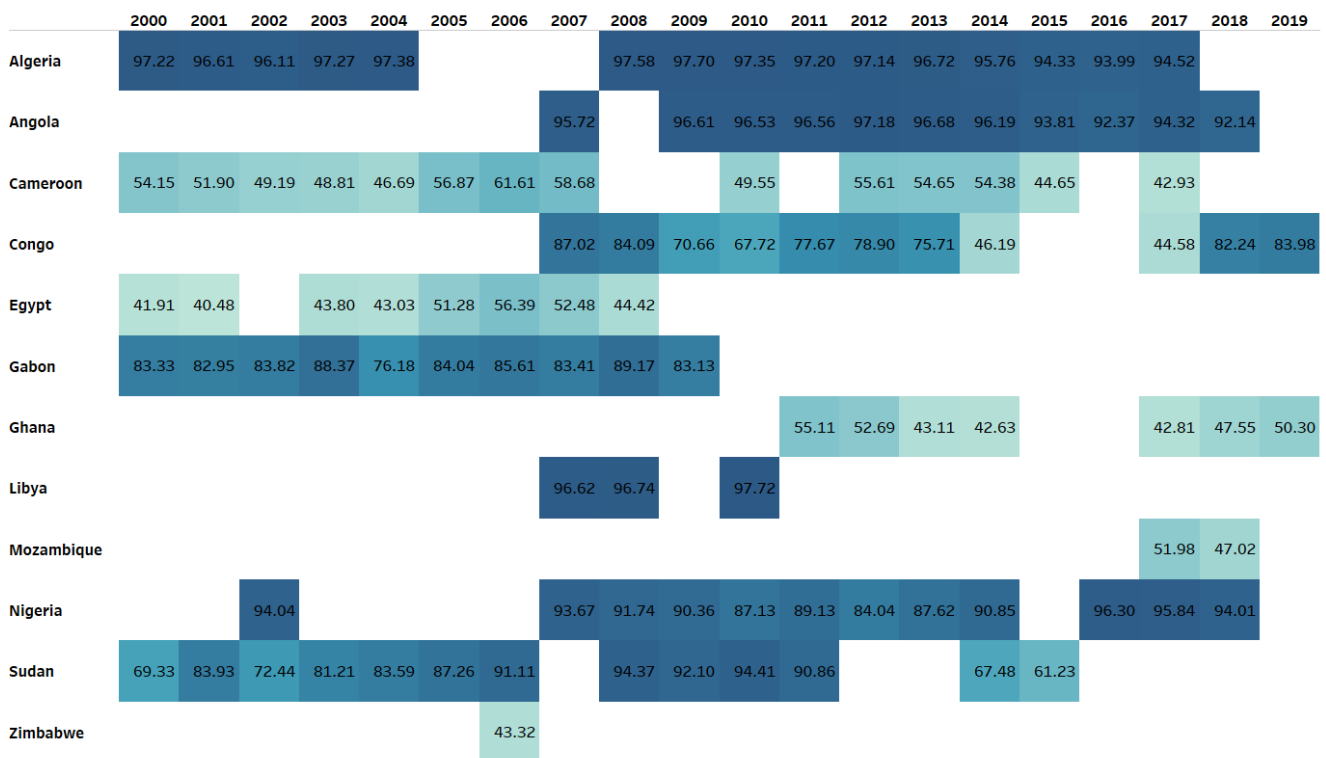 2000 2001 2002 2003 2004 2005 2006 2007 2008 2009 2010 2011 2012 2013 2014 2015 2016 2017 2018 2019
Algeria 97.22 96.61 96.11 97.27 97.38 97.58 97.70 97.35 97.20 97.14 96.72 95.76 94.33 93.99 94.52
Angola 95.72 96.61 96.53 96.56 97.18 96.68 96.19 93.81 92.37 94.32 92.14
Cameroon 54.15 51.90 49.19 48.81 46.69 56.87 61.61 58.68 49.55 55.61 54.65 54.38 44.65 42.93
Congo 87.02 84.09 70.66 67.72 77.67 78.90 75.71 46.19 44.58 82.24 83.98
Egypt 41.91 40.48 43.80 43.03 51.28 56.39 52.48 44.42
Gabon 83.33 82.95 83.82 88.37 76.18 84.04 85.61 83.41 89.17 83.13
Ghana 55.11 52.69 43.11 42.63 42.81 47.55 50.30
Libya 96.62 96.74 97.72
Mozambique 51.98 47.02
Nigeria 94.04 93.67 91.74 90.36 87.13 89.13 84.04 87.62 90.85 96.30 95.84 94.01
Sudan 69.33 83.93 72.44 81.21 83.59 87.26 91.11 94.37 92.10 94.41 90.86 67.48 61.23
Zimbabwe 43.32